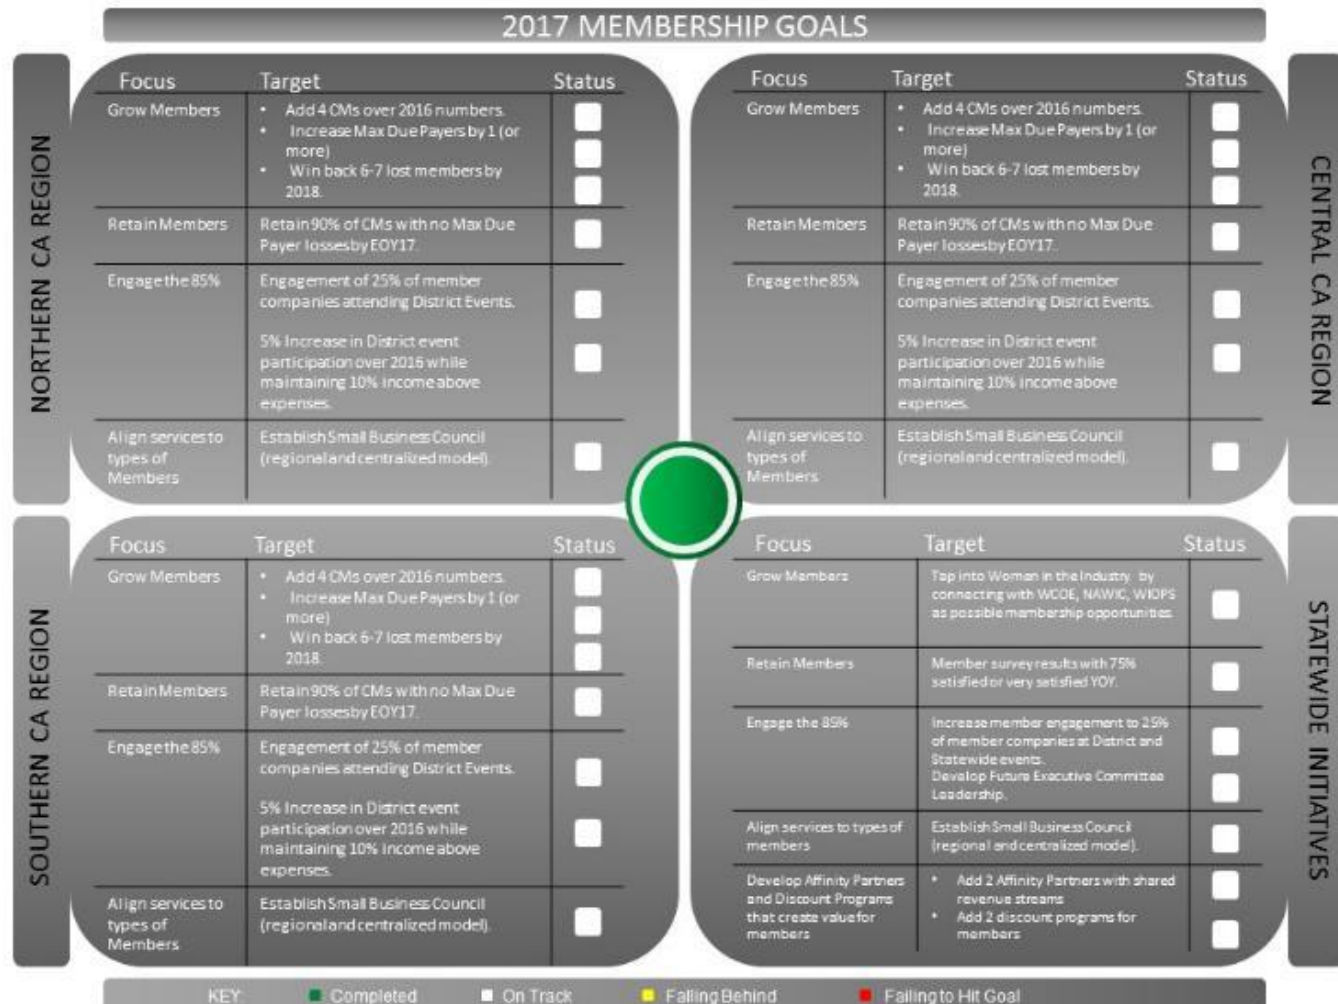 2017 MEMBERSHIP GOALS
NORTHERN CA REGION
Focus Target Status
Grow Members
• Add 4 CMs over 2016 numbers.
• Increase Max Due Payers by 1 (or
more)
• Win back 6-7 lost members by
2018.
Retain Members
Retain 90% of CMs with no Max Due
Payer losses by EOY17.
Engage the 85%
Engagement of 25% of member
companies attending District Events.
5% Increase in District event
participation over 2016 while
maintaining 10% income above
expenses.
Align services to
types of
Members
Establish Small Business Council
(regional and centralized model).
CENTRAL CA REGION
Focus Target Status
Grow Members
• Add 4 CMs over 2016 numbers.
• Increase Max Due Payers by 1 (or
more)
• Win back 6-7 lost members by
2018.
Retain Members
Retain 90% of CMs with no Max Due
Payer losses by EOY17.
Engage the 85%
Engagement of 25% of member
companies attending District Events.
5% Increase in District event
participation over 2016 while
maintaining 10% income above
expenses.
Align services to
types of
Members
Establish Small Business Council
(regional and centralized model).
SOUTHERN CA REGION
Focus Target Status
Grow Members
• Add 4 CMs over 2016 numbers.
• Increase Max Due Payers by 1 (or
more)
• Win back 6-7 lost members by
2018.
Retain Members
Retain 90% of CMs with no Max Due
Payer losses by EOY17.
Engage the 85%
Engagement of 25% of member
companies attending District Events.
5% Increase in District event
participation over 2016 while
maintaining 10% income above
expenses.
Align services to
types of
Members
Establish Small Business Council
(regional and centralized model).
STATEWIDE INITIATIVES
Focus Target Status
Grow Members
Tap into Women in the Industry by
connecting with WCOE, NAWIC, WIOPS
as possible membership opportunities.
Retain Members
Member survey results with 75%
satisfied or very satisfied YOY.
Engage the 85%
Increase member engagement to 25%
of member companies at District and
Statewide events.
Develop Future Executive Committee
Leadership.
Align services to types of
members
Establish Small Business Council
(regional and centralized model).
Develop Affinity Partners
and Discount Programs
that create value for
members
• Add 2 Affinity Partners with shared
revenue streams
• Add 2 discount programs for
members
KEY: Completed On Track Falling Behind Failing to Hit Goal